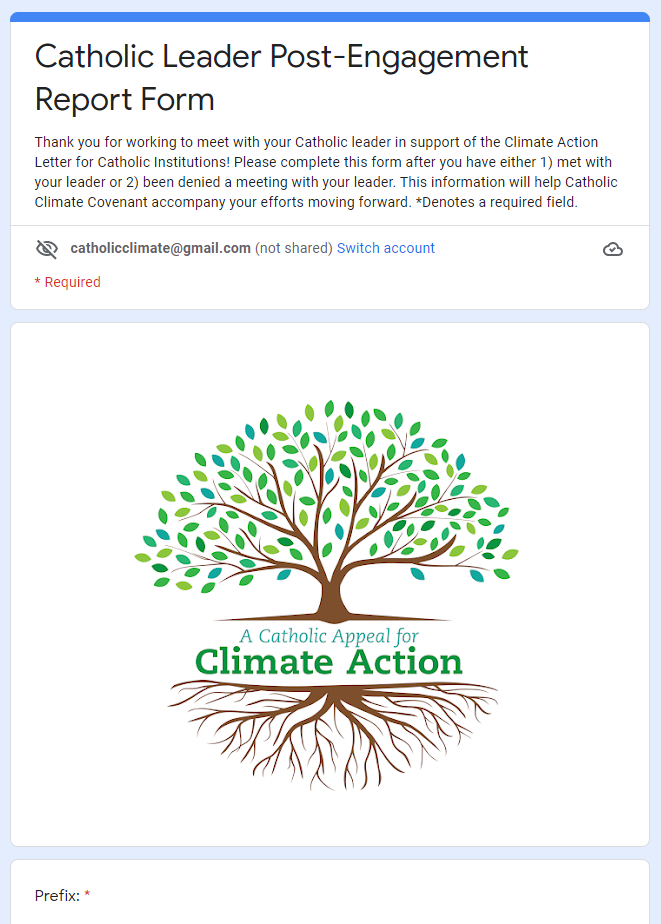 Catholic Leader Post-Engagement
Report Form
Thank you for working to meet with your Catholic leader in support of the Climate Action
Letter for Catholic Institutions! Please complete this form after you have either 1) met with
your leader or 2) been denied a meeting with your leader. This information will help Catholic
Climate Covenant accompany your efforts moving forward. *Denotes a required field.
catholicclimate@gmail.com (not shared) Switch account
* Required
A Catholic Appeal for
Climate Action
Prefix: *